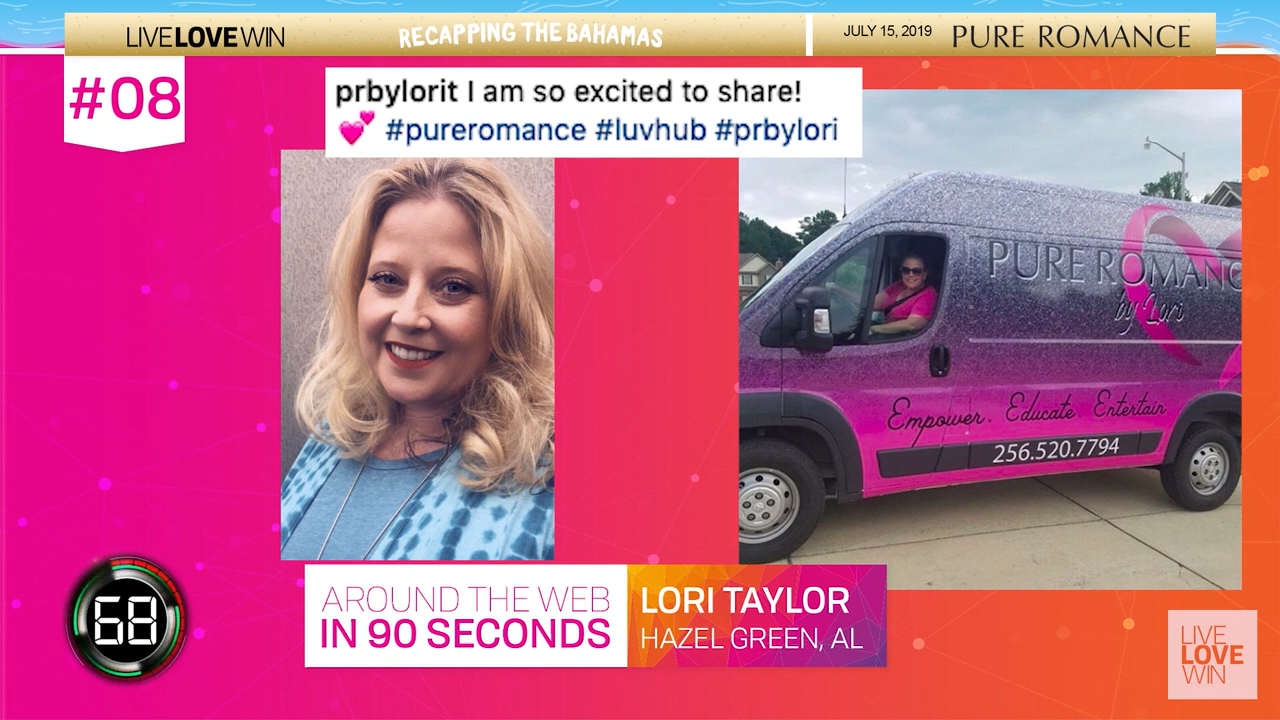 LIVELOVEWIN
RECAPPING THE BAHAMAS
JULY 15, 2019
PURE ROMANCE
#08
prbylorit I am so excited to share!
💕 #pureromance #luvhub #prbylori
PURE ROMANC
by Lori
Empower. Educate. Entertain
256.520.7794
68
AROUND THE WEB
IN 90 SECONDS
LORI TAYLOR
HAZEL GREEN, AL
LIVE
LOVE
WIN